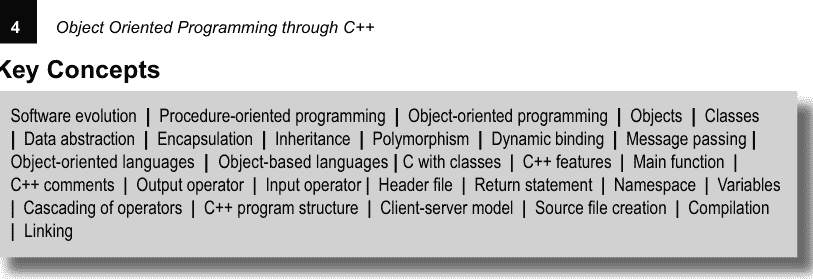 4 Object Oriented Programming through C++
Key Concepts
Software evolution | Procedure-oriented programming | Object-oriented programming | Objects | Classes
| Data abstraction | Encapsulation | Inheritance | Polymorphism | Dynamic binding | Message passing |
Object-oriented languages | Object-based languages | C with classes | C++ features | Main function |
C++ comments | Output operator | Input operator | Header file | Return statement | Namespace | Variables
| Cascading of operators | C++ program structure | Client-server model | Source file creation | Compilation
| Linking